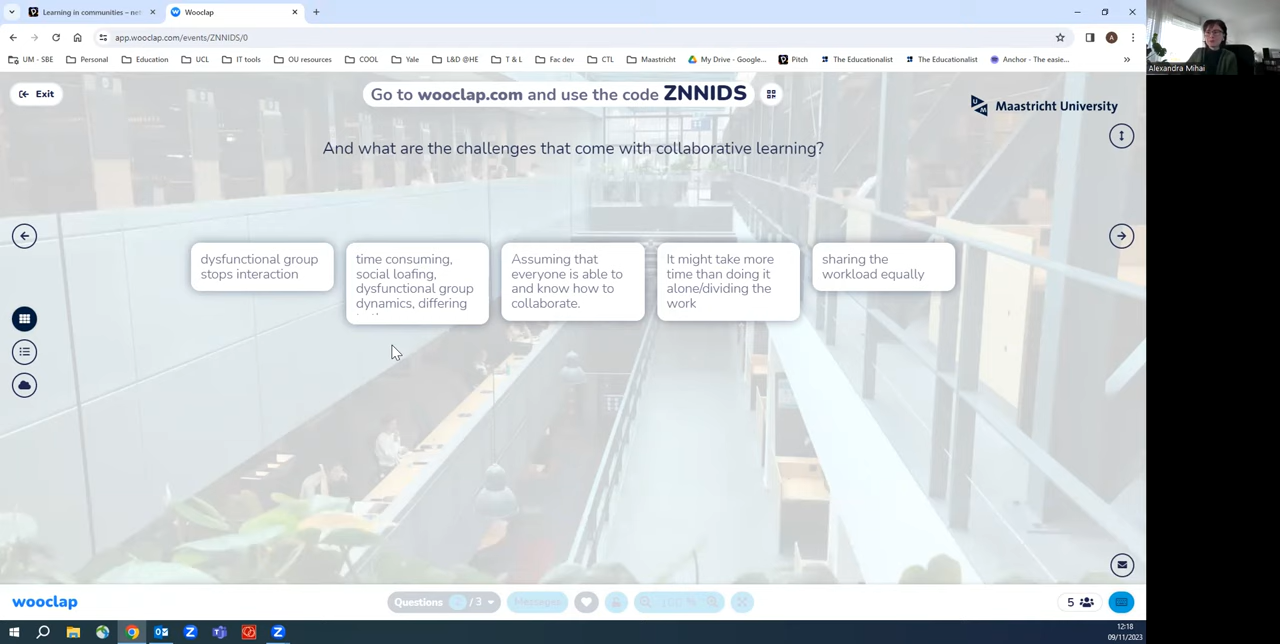 Learning in communities – net
Wooclap
app.wooclap.com/events/ZNNIDS/0
UM - SBE
Personal
Education
UCL
IT tools
OU resources
COOL
Yale
L&D @HE
T & L
Fac dev
CTL
Maastricht
My Drive - Google...
Pitch
The Educationalist
The Educationalist
Anchor - The easie...
Alexandra Mihai
Exit
Go to wooclap.com and use the code ZNNIDS
Maastricht University
And what are the challenges that come with collaborative learning?
dysfunctional group
stops interaction
time consuming,
social loafing,
dysfunctional group
dynamics, differing
Assuming that
everyone is able to
and know how to
collaborate.
It might take more
time than doing it
alone/dividing the
work
sharing the
workload equally
wooclap
Questions / 3
Messages
100 %
5
12:18
09/11/2023